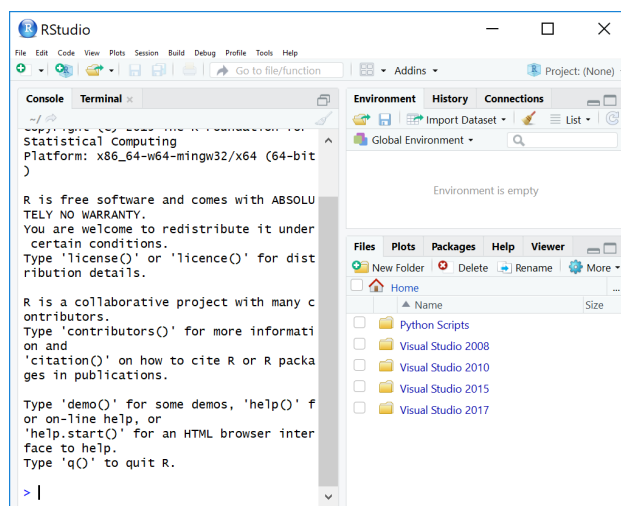 RStudio
File Edit Code View Plots Session Build Debug Profile Tools Help
Go to file/function
Addins
Project: (None)
Console Terminal
~/
Statistical Computing
Platform: x86_64-w64-mingw32/x64 (64-bit
)
R is free software and comes with ABSOLU
TELY NO WARRANTY.
You are welcome to redistribute it under
certain conditions.
Type 'license()' or 'licence()' for dist
ribution details.
R is a collaborative project with many c
ontributors.
Type 'contributors()' for more informati
on and
'citation()' on how to cite R or R packa
ges in publications.
Type 'demo()' for some demos, 'help()' f
or on-line help, or
'help.start()' for an HTML browser inter
face to help.
Type 'q()' to quit R.
>
Environment History Connections
Import Dataset List
Global Environment
Environment is empty
Files Plots Packages Help Viewer
New Folder Delete Rename More
Home ...
Name Size
Python Scripts
Visual Studio 2008
Visual Studio 2010
Visual Studio 2015
Visual Studio 2017